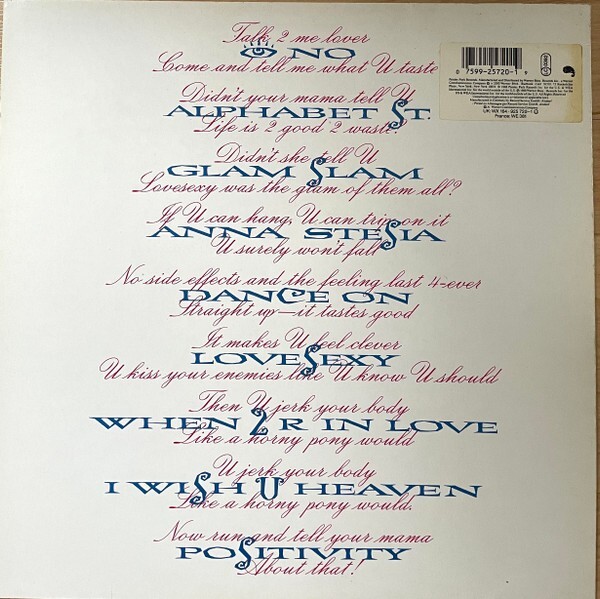 Talk 2 me lover
NO
Come and tell me what U taste
Didn't your mama tell U
ALPHABET ST.
Life is 2 good 2 waste?
Didn't she tell U
GLAM SLAM
Lovesexy was the glam of them all?
If U can hang, U can trip on it
ANNA STESIA
U surely won't fall
No side effects and the feeling last 4-ever
DANCE ON
Straight up—it tastes good
It makes U feel clever
LOVESEXY
U kiss your enemies like U know U should
Then U jerk your body
WHEN 2 R IN LOVE
Like a horny pony would
U jerk your body
I WISH U HEAVEN
Like a horny pony would.
Now run and tell your mama
POSITIVITY
About that!
0 7599-25720-1